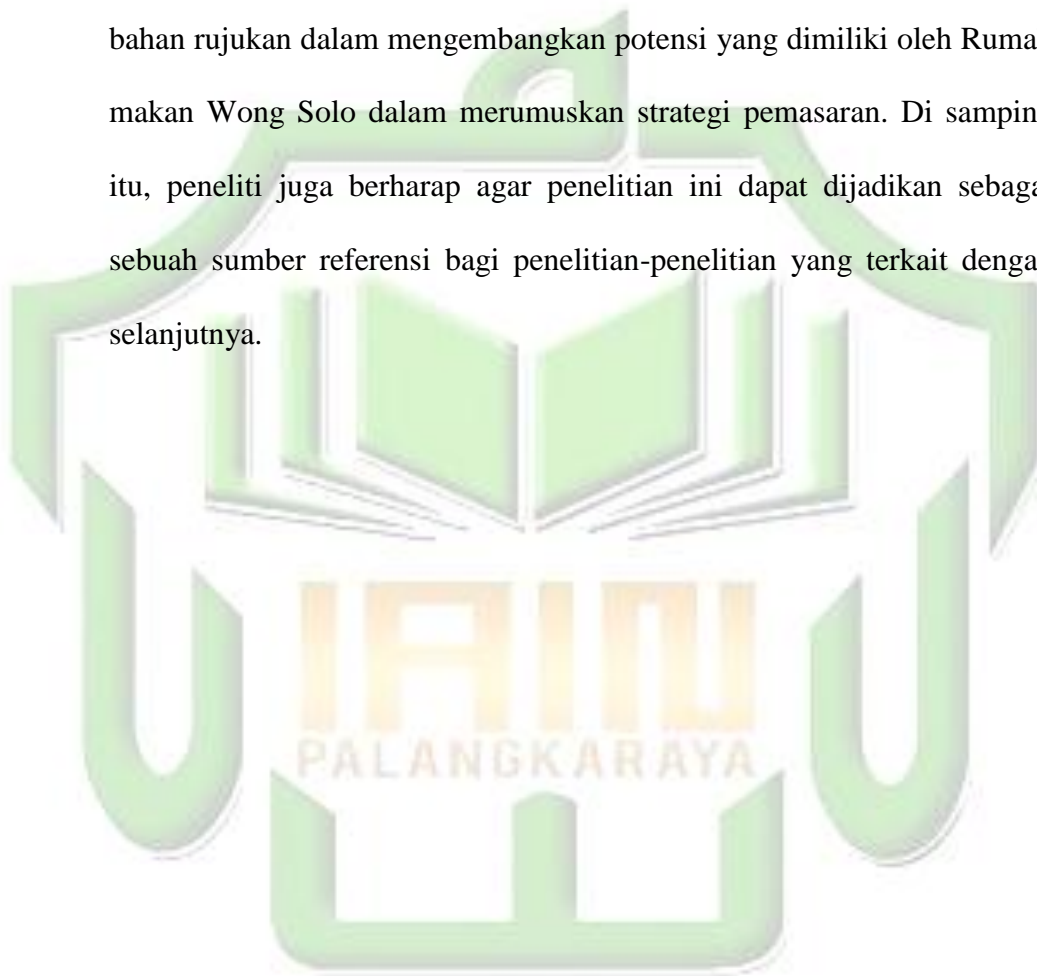 bahan rujukan dalam mengembangkan potensi yang dimiliki oleh Ruma
makan Wong Solo dalam merumuskan strategi pemasaran. Di sampin
itu, peneliti juga berharap agar penelitian ini dapat dijadikan sebaga
sebuah sumber referensi bagi penelitian-penelitian yang terkait denga
selanjutnya.
IAIN
PALANGKARAYA